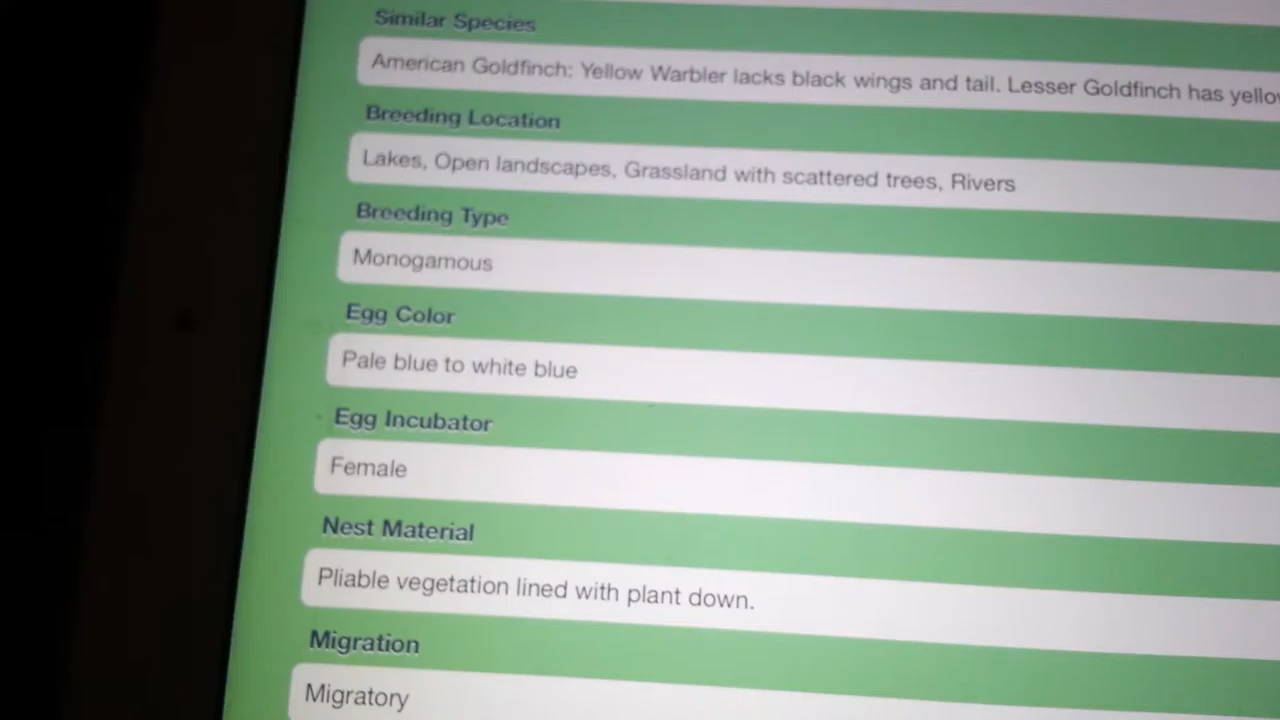 Similar Species
American Goldfinch: Yellow Warbler lacks black wings and tail. Lesser Goldfinch has
Breeding Location
Lakes, Open landscapes, Grassland with scattered trees, Rivers
Breeding Type
Monogamous
Egg Color
Pale blue to white blue
Egg Incubator
Female
Nest Material
Pliable vegetation lined with plant down.
Migration
Migratory